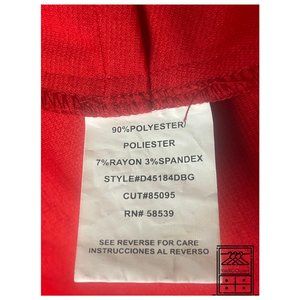 90%POLYESTER/
POLIESTER
7%RAYON 3%SPANDEX
STYLE#D45184DBG
CUT#85095
RN# 58539
SEE REVERSE FOR CARE
INSTRUCCIONES AL REVERSO